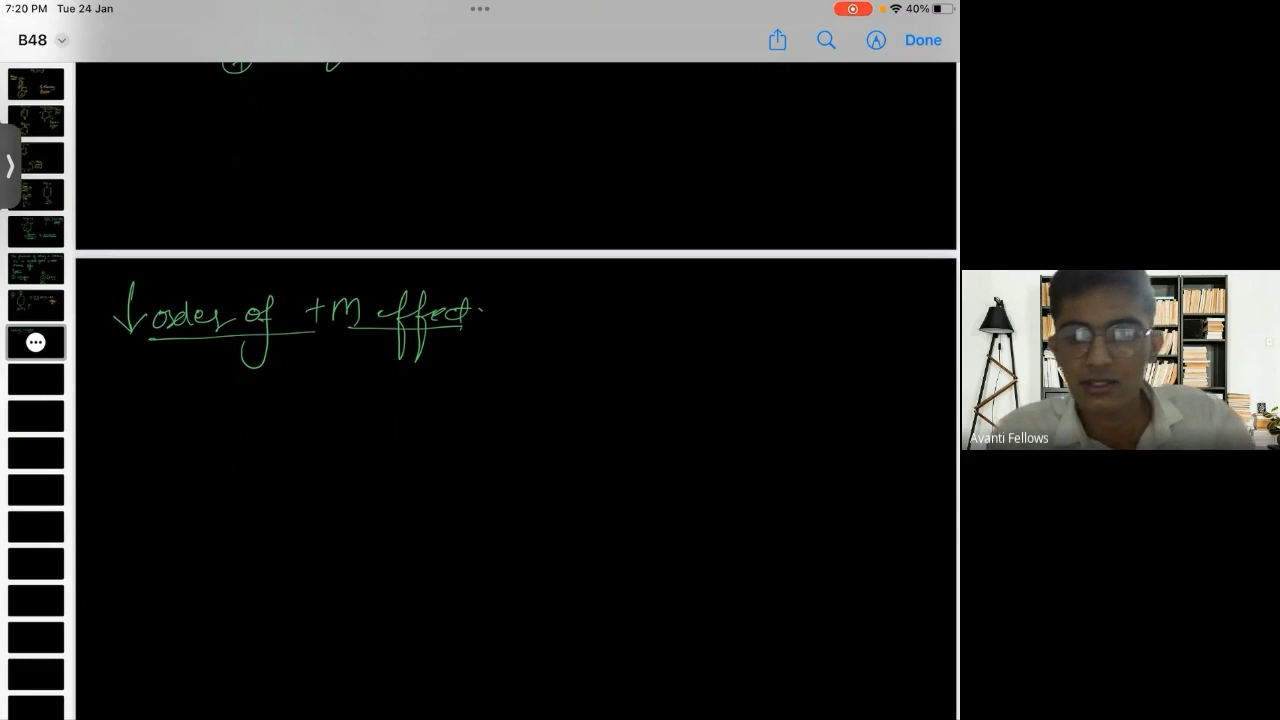 7:20 PM Tue 24 Jan
40%
B48
Done
↓ order of +M effect.
Avanti Fellows